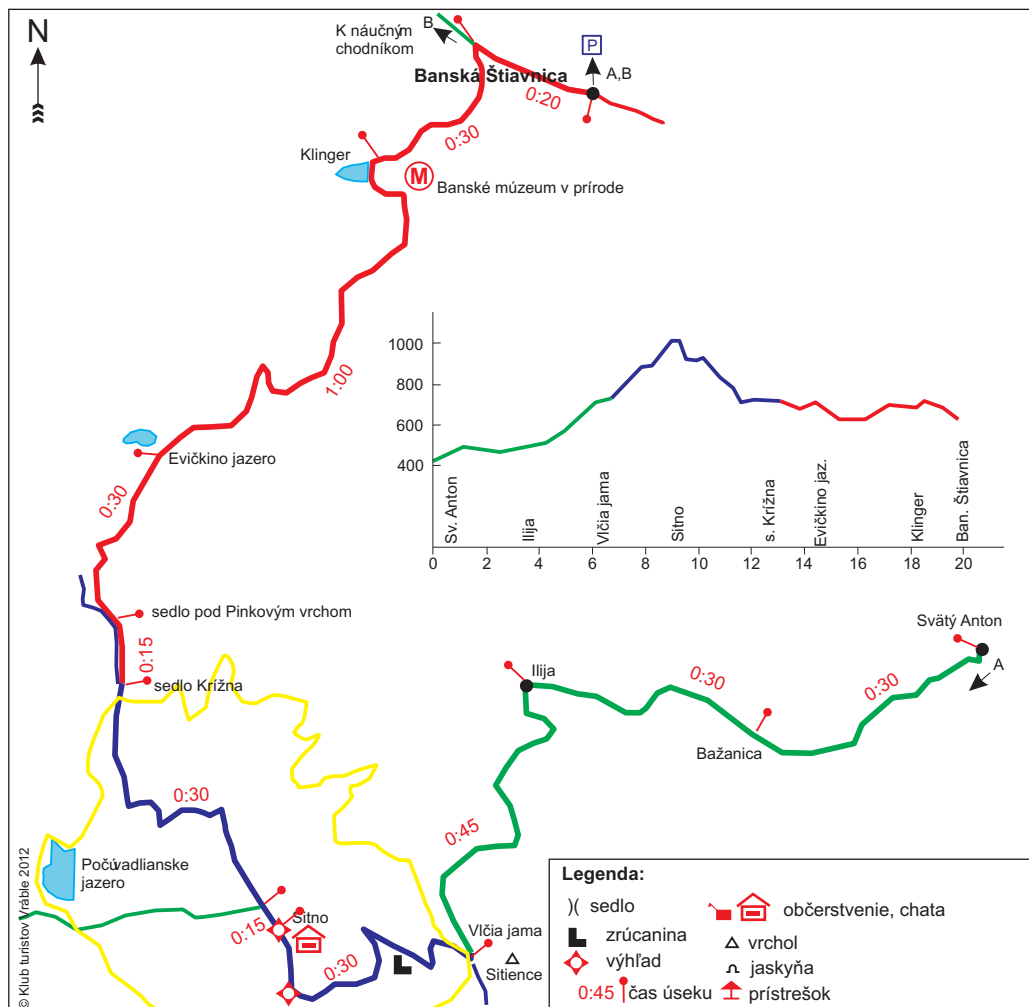 N
K náučným
chodníkom
B
P
A,B
Banská Štiavnica
0:20
0:30
Klinger
M
Banské múzeum v prírode
1:00
Evičkino jazero
0:30
1000
800
600
400
Sv. Anton
Ilija
Vlčia jama
Sitno
s. Krížna
Evičkino jaz.
Klinger
Ban. Štiavnica
0 2 4 6 8 10 12 14 16 18 20
sedlo pod Pinkovým vrchom
0:15
sedlo Krížna
Svätý Anton
A
Ilija
0:30
0:30
Bažanica
0:30
0:45
Počúvadlianske
jazero
Sitno
0:15
0:30
Vlčia jama
Sitience
© Klub turistov Vráble 2012
Legenda:
)( sedlo
zrúcanina
výhľad
0:45 čas úseku
občerstvenie, chata
vrchol
jaskyňa
prístrešok